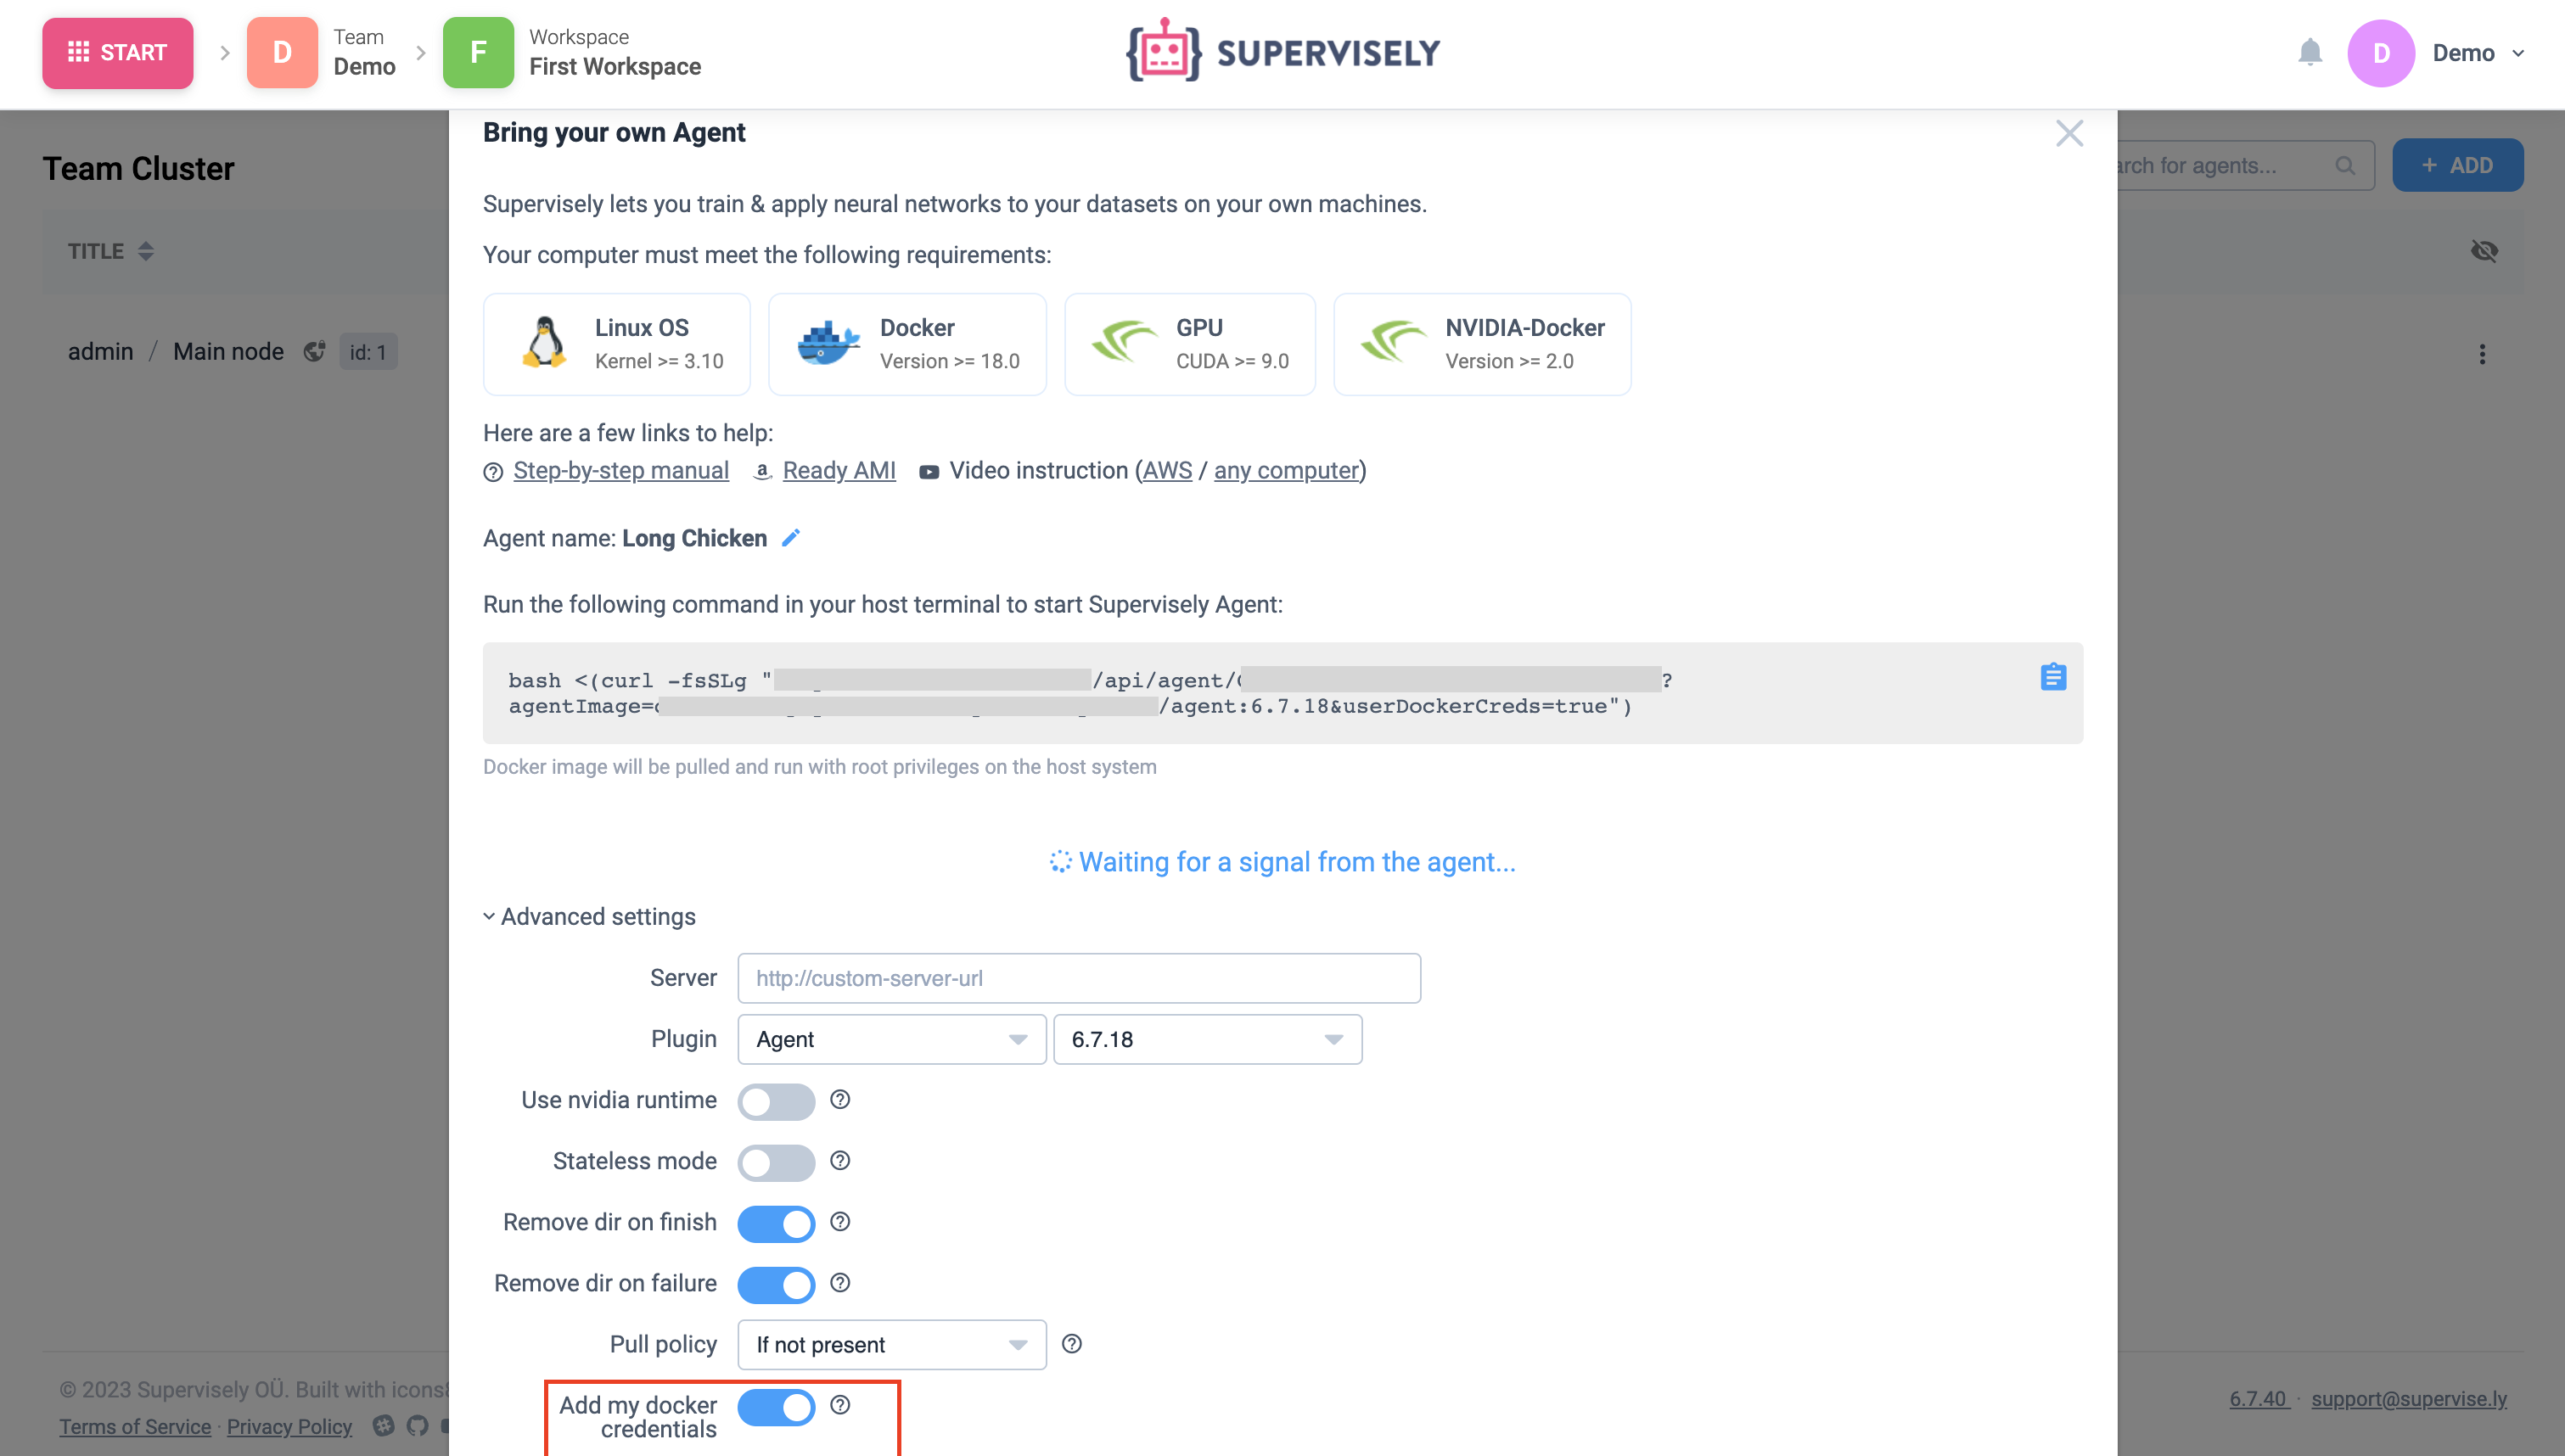 START
D
Team
Demo
F
Workspace
First Workspace
SUPERVISELY
D
Demo
Team Cluster
arch for agents...
+ ADD
TITLE
admin / Main node
id: 1
Bring your own Agent
Supervisely lets you train & apply neural networks to your datasets on your own machines.
Your computer must meet the following requirements:
Linux OS
Kernel >= 3.10
Docker
Version >= 18.0
GPU
CUDA >= 9.0
NVIDIA-Docker
Version >= 2.0
Here are a few links to help:
Step-by-step manual
Ready AMI
Video instruction (AWS / any computer)
Agent name: Long Chicken
Run the following command in your host terminal to start Supervisely Agent:
bash <(curl -fsSLg " /api/agent/ ?
agentImage= /agent:6.7.18&userDockerCreds=true")
Docker image will be pulled and run with root privileges on the host system
Waiting for a signal from the agent...
Advanced settings
Server
http://custom-server-url
Plugin
Agent
6.7.18
Use nvidia runtime
Stateless mode
Remove dir on finish
Remove dir on failure
Pull policy
If not present
Add my docker
credentials
© 2023 Supervisely OÜ. Built with icons
Terms of Service · Privacy Policy
6.7.40 · support@supervise.ly